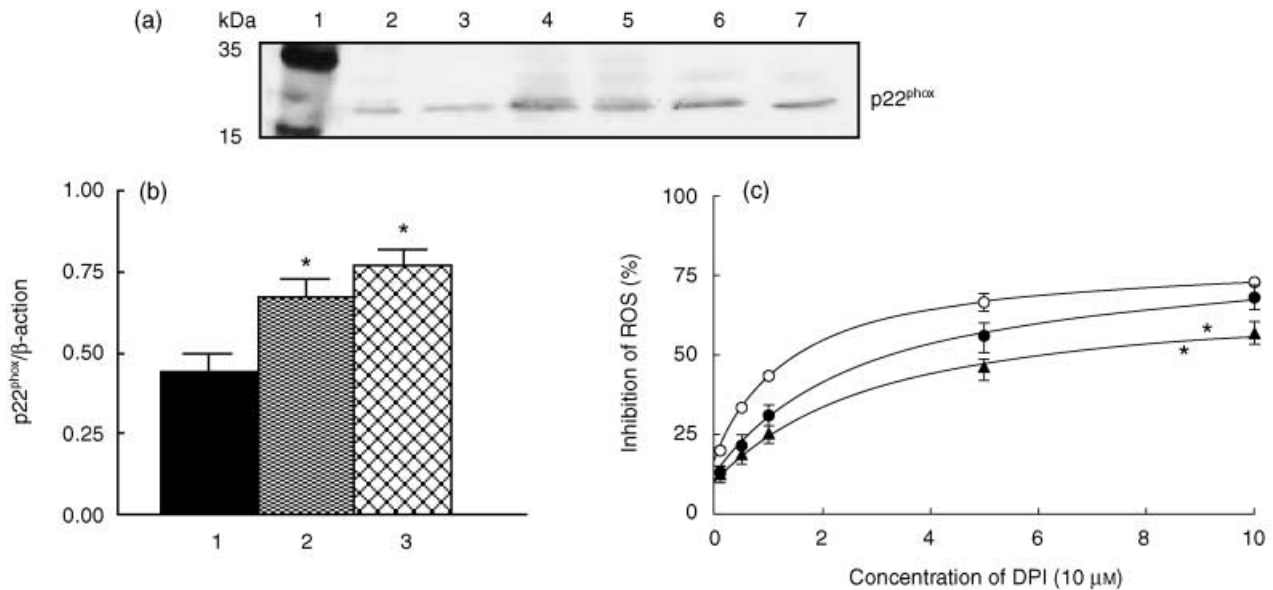 (a) kDa 1 2 3 4 5 6 7
35
p22phox
15
(b)
1.00
0.75
0.50
0.25
0.00
p22phox/β-action
* *
1 2 3
(c)
100
75
50
25
0
Inhibition of ROS (%)
* *
0 2 4 6 8 10
Concentration of DPI (10 μM)